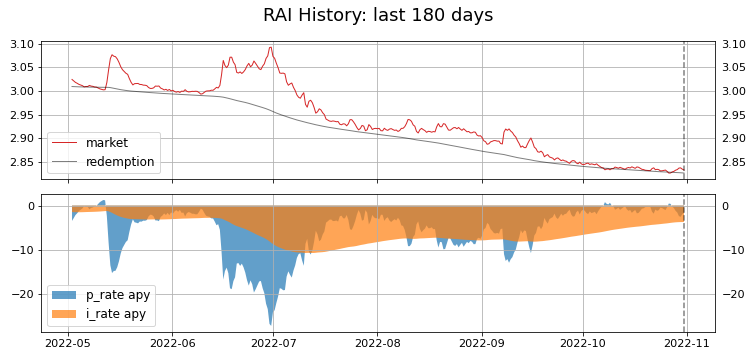 RAI History: last 180 days
3.10 3.10
3.05 3.05
3.00 3.00
2.95 2.95
2.90 2.90
2.85 2.85
market
redemption
0 0
−10 −10
−20 −20
p_rate apy
i_rate apy
2022-05 2022-06 2022-07 2022-08 2022-09 2022-10 2022-11